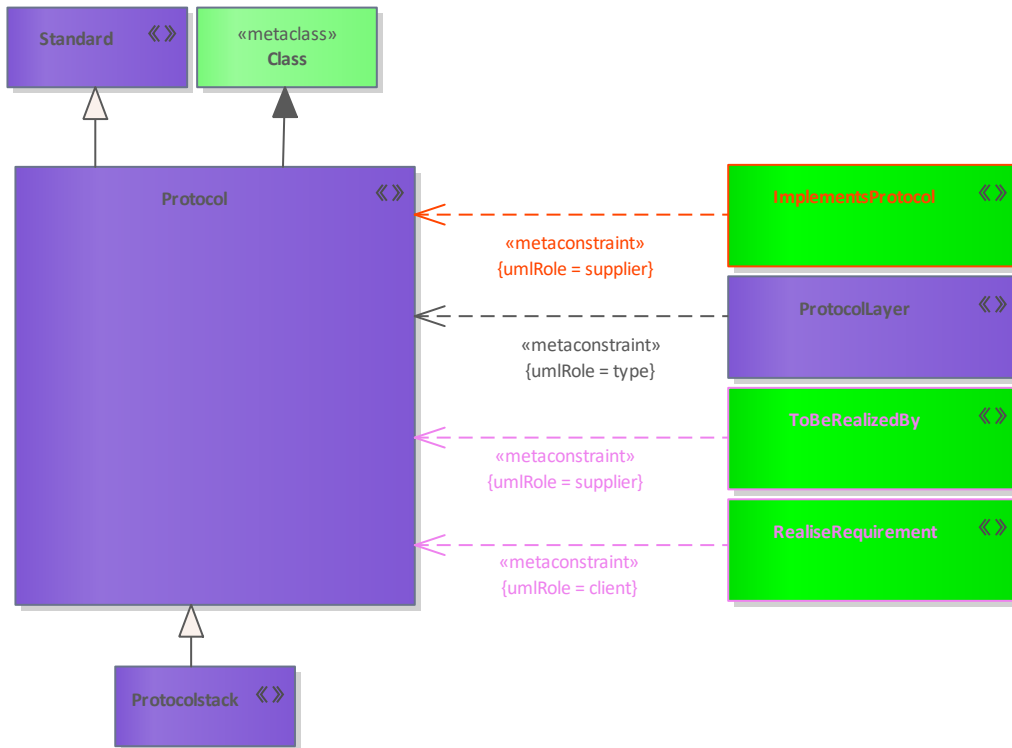 Standard
«»
«metaclass»
Class
Protocol
«»
ImplementsProtocol
«»
«metaconstraint»
{umlRole = supplier}
ProtocolLayer
«»
«metaconstraint»
{umlRole = type}
ToBeRealizedBy
«»
«metaconstraint»
{umlRole = supplier}
RealiseRequirement
«»
«metaconstraint»
{umlRole = client}
Protocolstack
«»